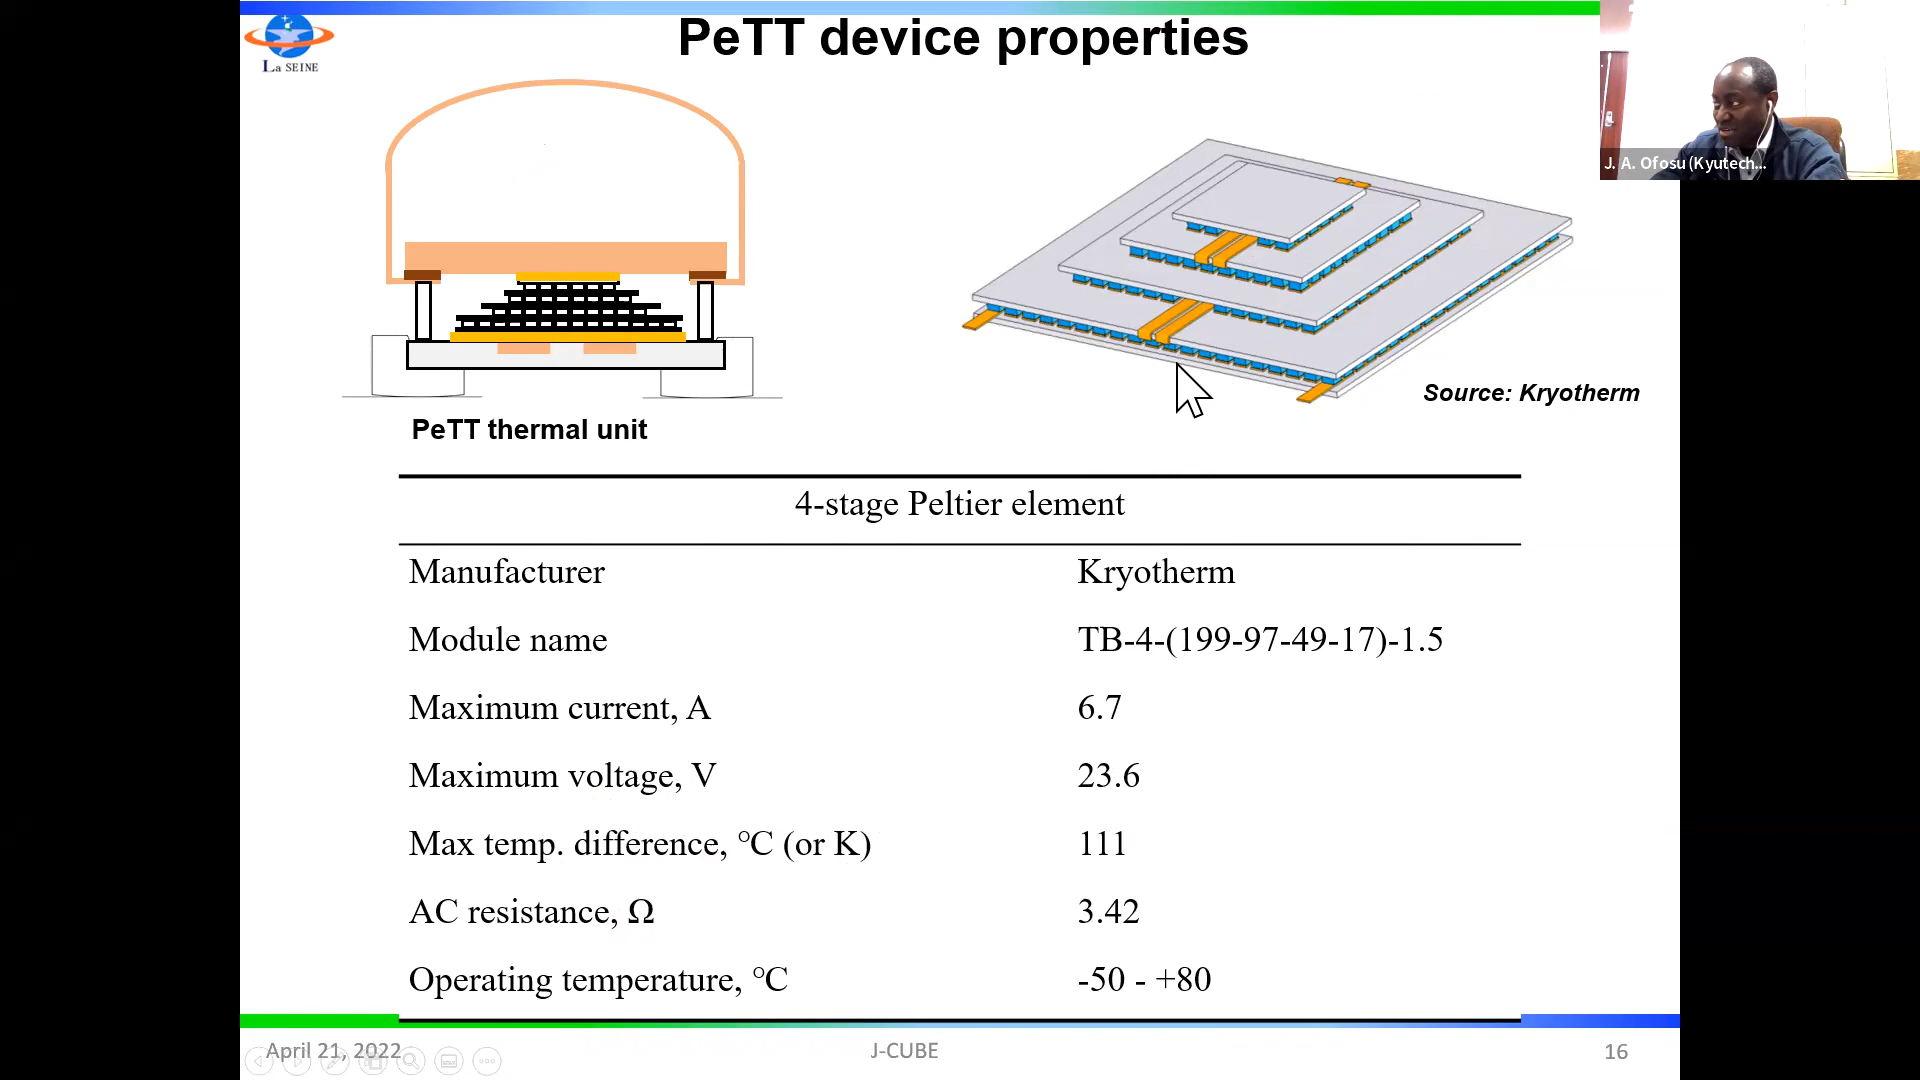 PeTT device properties
La SEINE
J. A. Ofosu (Kyutech...
Source: Kryotherm
PeTT thermal unit
4-stage Peltier element
Manufacturer Kryotherm
Module name TB-4-(199-97-49-17)-1.5
Maximum current, A 6.7
Maximum voltage, V 23.6
Max temp. difference, °C (or K) 111
AC resistance, Ω 3.42
Operating temperature, °C -50 - +80
April 21, 2022 J-CUBE 16